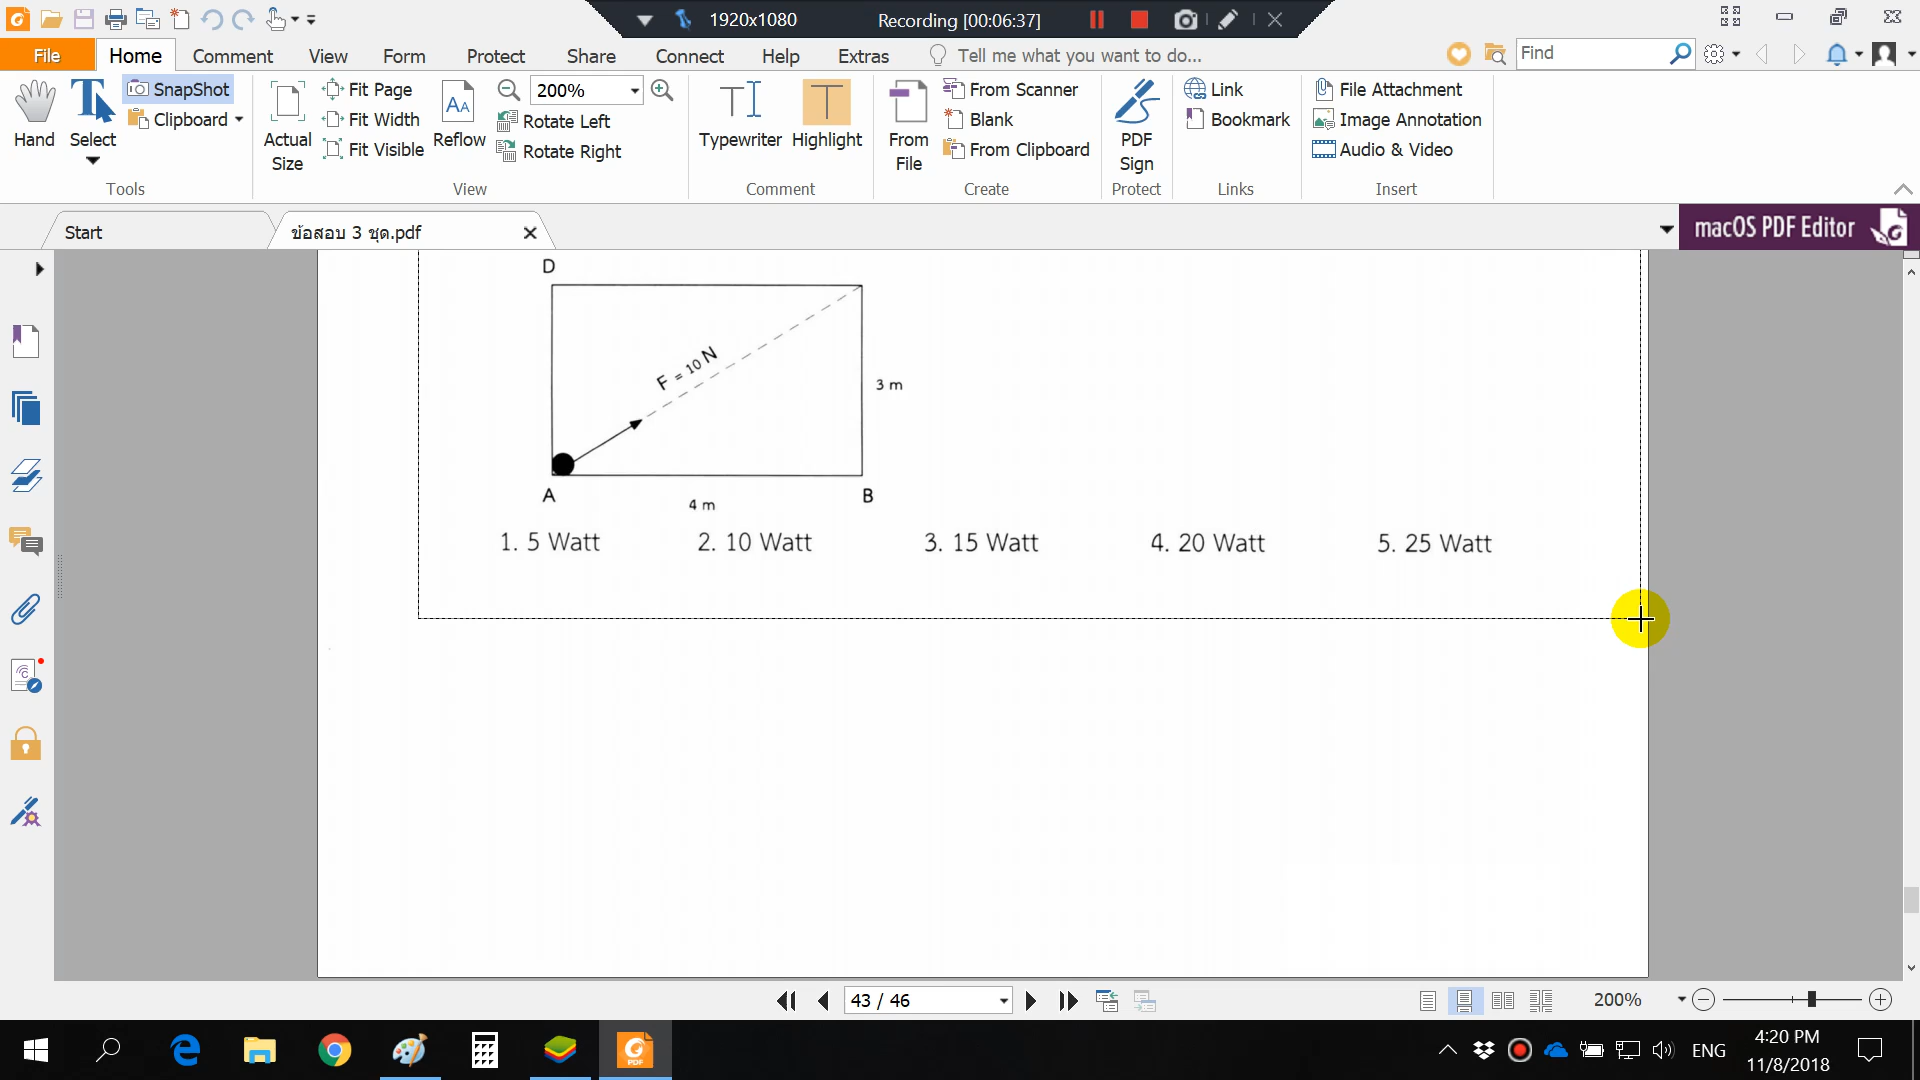 1920x1080
Recording [00:06:37]
File
Home
Comment
View
Form
Protect
Share
Connect
Help
Extras
Tell me what you want to do...
Find
Hand
Select
SnapShot
Clipboard
Tools
Actual
Size
Fit Page
Fit Width
Fit Visible
Reflow
200%
Rotate Left
Rotate Right
View
Typewriter
Highlight
Comment
From
File
From Scanner
Blank
From Clipboard
Create
PDF
Sign
Protect
Link
Bookmark
Links
File Attachment
Image Annotation
Audio & Video
Insert
Start
ข้อสอบ 3 ชุด.pdf
macOS PDF Editor
D
F = 10 N
3 m
A
4 m
B
1. 5 Watt
2. 10 Watt
3. 15 Watt
4. 20 Watt
5. 25 Watt
43 / 46
200%
PDF
ENG
4:20 PM
11/8/2018